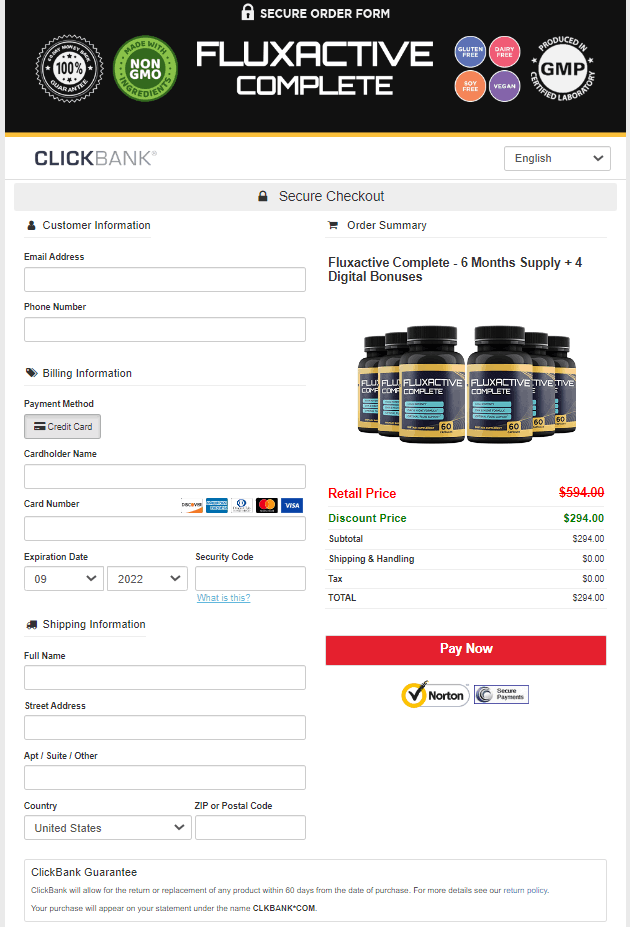 SECURE ORDER FORM
60-DAY MONEY BACK
100%
GUARANTEE
MADE WITH
NON
GMO
INGREDIENTS
FLUXACTIVE
COMPLETE
GLUTEN
FREE
DAIRY
FREE
SOY
FREE
VEGAN
PRODUCED IN
GMP
CERTIFIED LABORATORY
CLICKBANK®
English
Secure Checkout
Customer Information
Email Address
Phone Number
Billing Information
Payment Method
Credit Card
Cardholder Name
Card Number
DISCOVER
VISA
Expiration Date
Security Code
09
2022
What is this?
Shipping Information
Full Name
Street Address
Apt / Suite / Other
Country
ZIP or Postal Code
United States
Order Summary
Fluxactive Complete - 6 Months Supply + 4
Digital Bonuses
FLUXACTIVE
COMPLETE
60
FLUXACTIVE
COMPLETE
60
Retail Price $594.00
Discount Price $294.00
Subtotal $294.00
Shipping & Handling $0.00
Tax $0.00
TOTAL $294.00
Pay Now
Norton
Secure
Payments
ClickBank Guarantee
ClickBank will allow for the return or replacement of any product within 60 days from the date of purchase. For more details see our return policy.
Your purchase will appear on your statement under the name CLKBANK*COM.